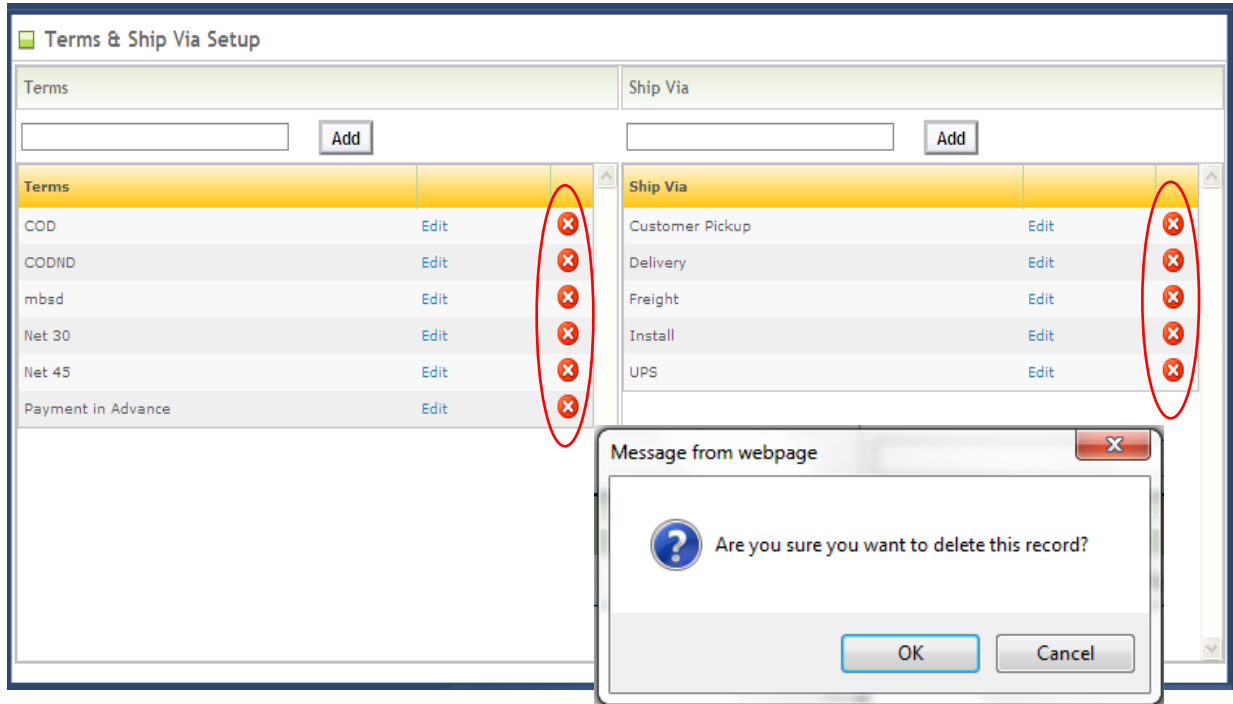 Terms & Ship Via Setup
Terms Ship Via
Add Add
Terms Ship Via
COD Edit Customer Pickup Edit
CODND Edit Delivery Edit
mbsd Edit Freight Edit
Net 30 Edit Install Edit
Net 45 Edit UPS Edit
Payment in Advance Edit
Message from webpage
Are you sure you want to delete this record?
OK Cancel